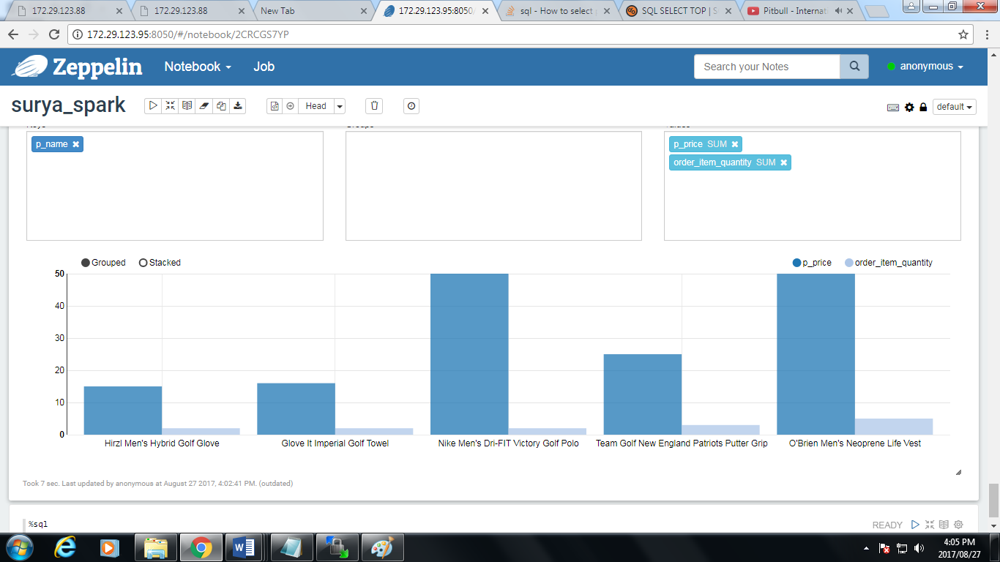 172.29.123.88
172.29.123.88
New Tab
172.29.123.95:8050/
sql - How to select
SQL SELECT TOP | S
Pitbull - Internat
172.29.123.95:8050/#/notebook/2CRCGS7YP
Zeppelin Notebook Job
Search your Notes
anonymous
surya_spark
Head
default
p_name
p_price SUM
order_item_quantity SUM
Grouped Stacked
p_price order_item_quantity
50
40
30
20
10
0
Hirzl Men's Hybrid Golf Glove
Glove It Imperial Golf Towel
Nike Men's Dri-FIT Victory Golf Polo
Team Golf New England Patriots Putter Grip
O'Brien Men's Neoprene Life Vest
Took 7 sec. Last updated by anonymous at August 27 2017, 4:02:41 PM. (outdated)
%sql
READY
4:05 PM
2017/08/27